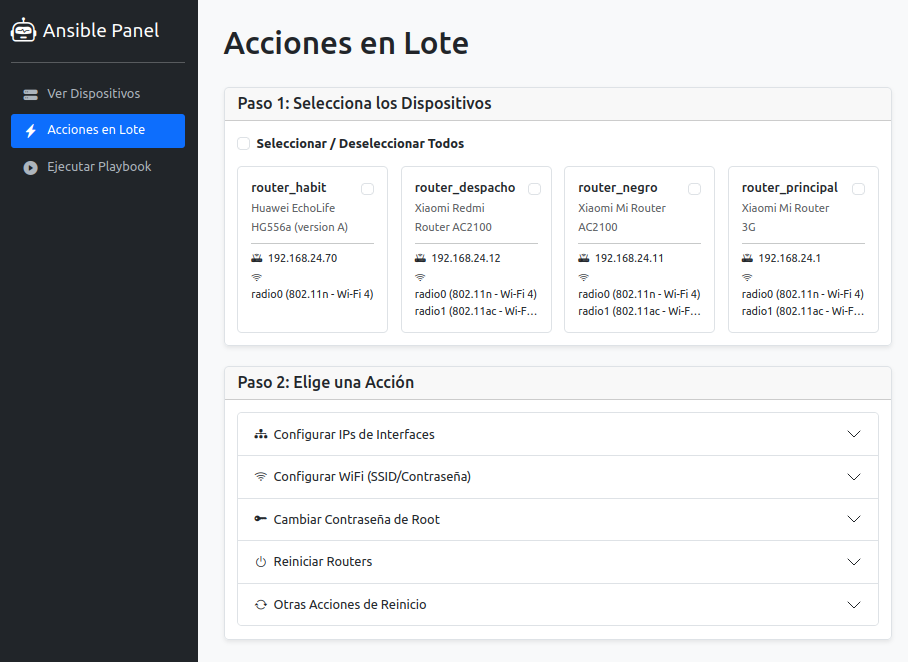 Ansible Panel
Ver Dispositivos
Acciones en Lote
Ejecutar Playbook
Acciones en Lote
Paso 1: Selecciona los Dispositivos
Seleccionar / Deseleccionar Todos
router_habit
Huawei EchoLife
HG556a (version A)
192.168.24.70
radio0 (802.11n - Wi-Fi 4)
router_despacho
Xiaomi Redmi
Router AC2100
192.168.24.12
radio0 (802.11n - Wi-Fi 4)
radio1 (802.11ac - Wi-F...
router_negro
Xiaomi Mi Router
AC2100
192.168.24.11
radio0 (802.11n - Wi-Fi 4)
radio1 (802.11ac - Wi-F...
router_principal
Xiaomi Mi Router
3G
192.168.24.1
radio0 (802.11n - Wi-Fi 4)
radio1 (802.11ac - Wi-F...
Paso 2: Elige una Acción
Configurar IPs de Interfaces
Configurar WiFi (SSID/Contraseña)
Cambiar Contraseña de Root
Reiniciar Routers
Otras Acciones de Reinicio